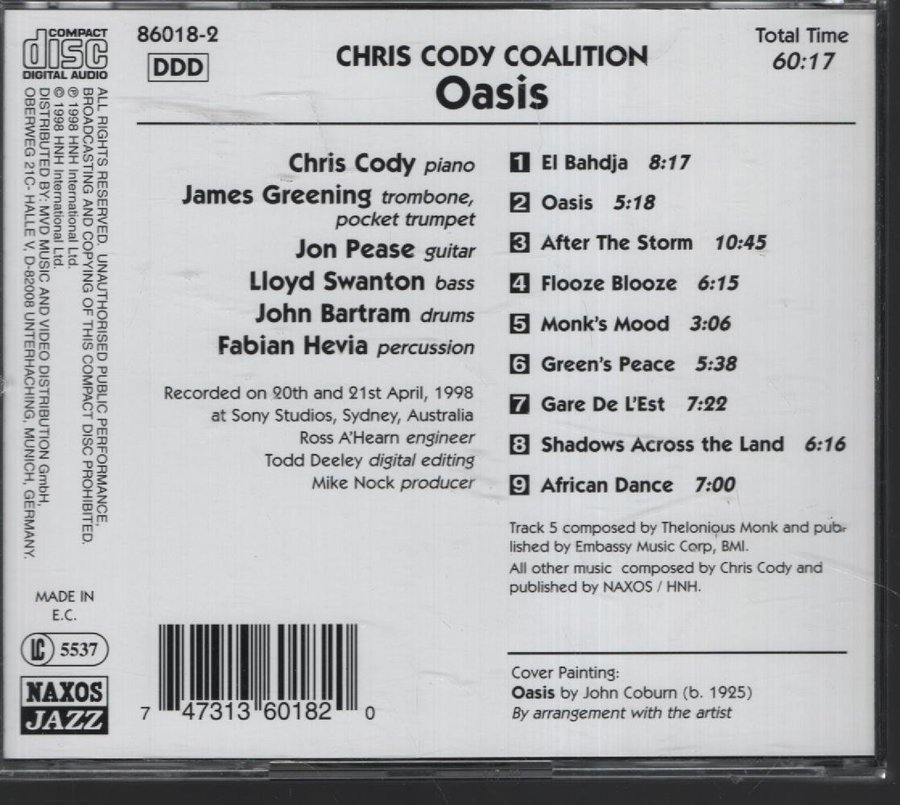 COMPACT
disc
DIGITAL AUDIO
86018-2
DDD
CHRIS CODY COALITION
Oasis
Total Time
60:17
Chris Cody piano
James Greening trombone,
pocket trumpet
Jon Pease guitar
Lloyd Swanton bass
John Bartram drums
Fabian Hevia percussion
Recorded on 20th and 21st April, 1998
at Sony Studios, Sydney, Australia
Ross A'Hearn engineer
Todd Deeley digital editing
Mike Nock producer
1 El Bahdja 8:17
2 Oasis 5:18
3 After The Storm 10:45
4 Flooze Blooze 6:15
5 Monk's Mood 3:06
6 Green's Peace 5:38
7 Gare De L'Est 7:22
8 Shadows Across the Land 6:16
9 African Dance 7:00
Track 5 composed by Thelonious Monk and pub-
lished by Embassy Music Corp, BMI.
All other music composed by Chris Cody and
published by NAXOS / HNH.
Cover Painting:
Oasis by John Coburn (b. 1925)
By arrangement with the artist
ALL RIGHTS RESERVED. UNAUTHORISED PUBLIC PERFORMANCE,
BROADCASTING AND COPYING OF THIS COMPACT DISC PROHIBITED.
℗ 1998 HNH International Ltd.
© 1998 HNH International Ltd.
DISTRIBUTED BY: MVD MUSIC AND VIDEO DISTRIBUTION GmbH,
OBERWEG 21C- HALLE V, D-82008 UNTERHACHING, MUNICH, GERMANY.
MADE IN
E.C.
LC 5537
NAXOS
JAZZ
7 47313 60182 0